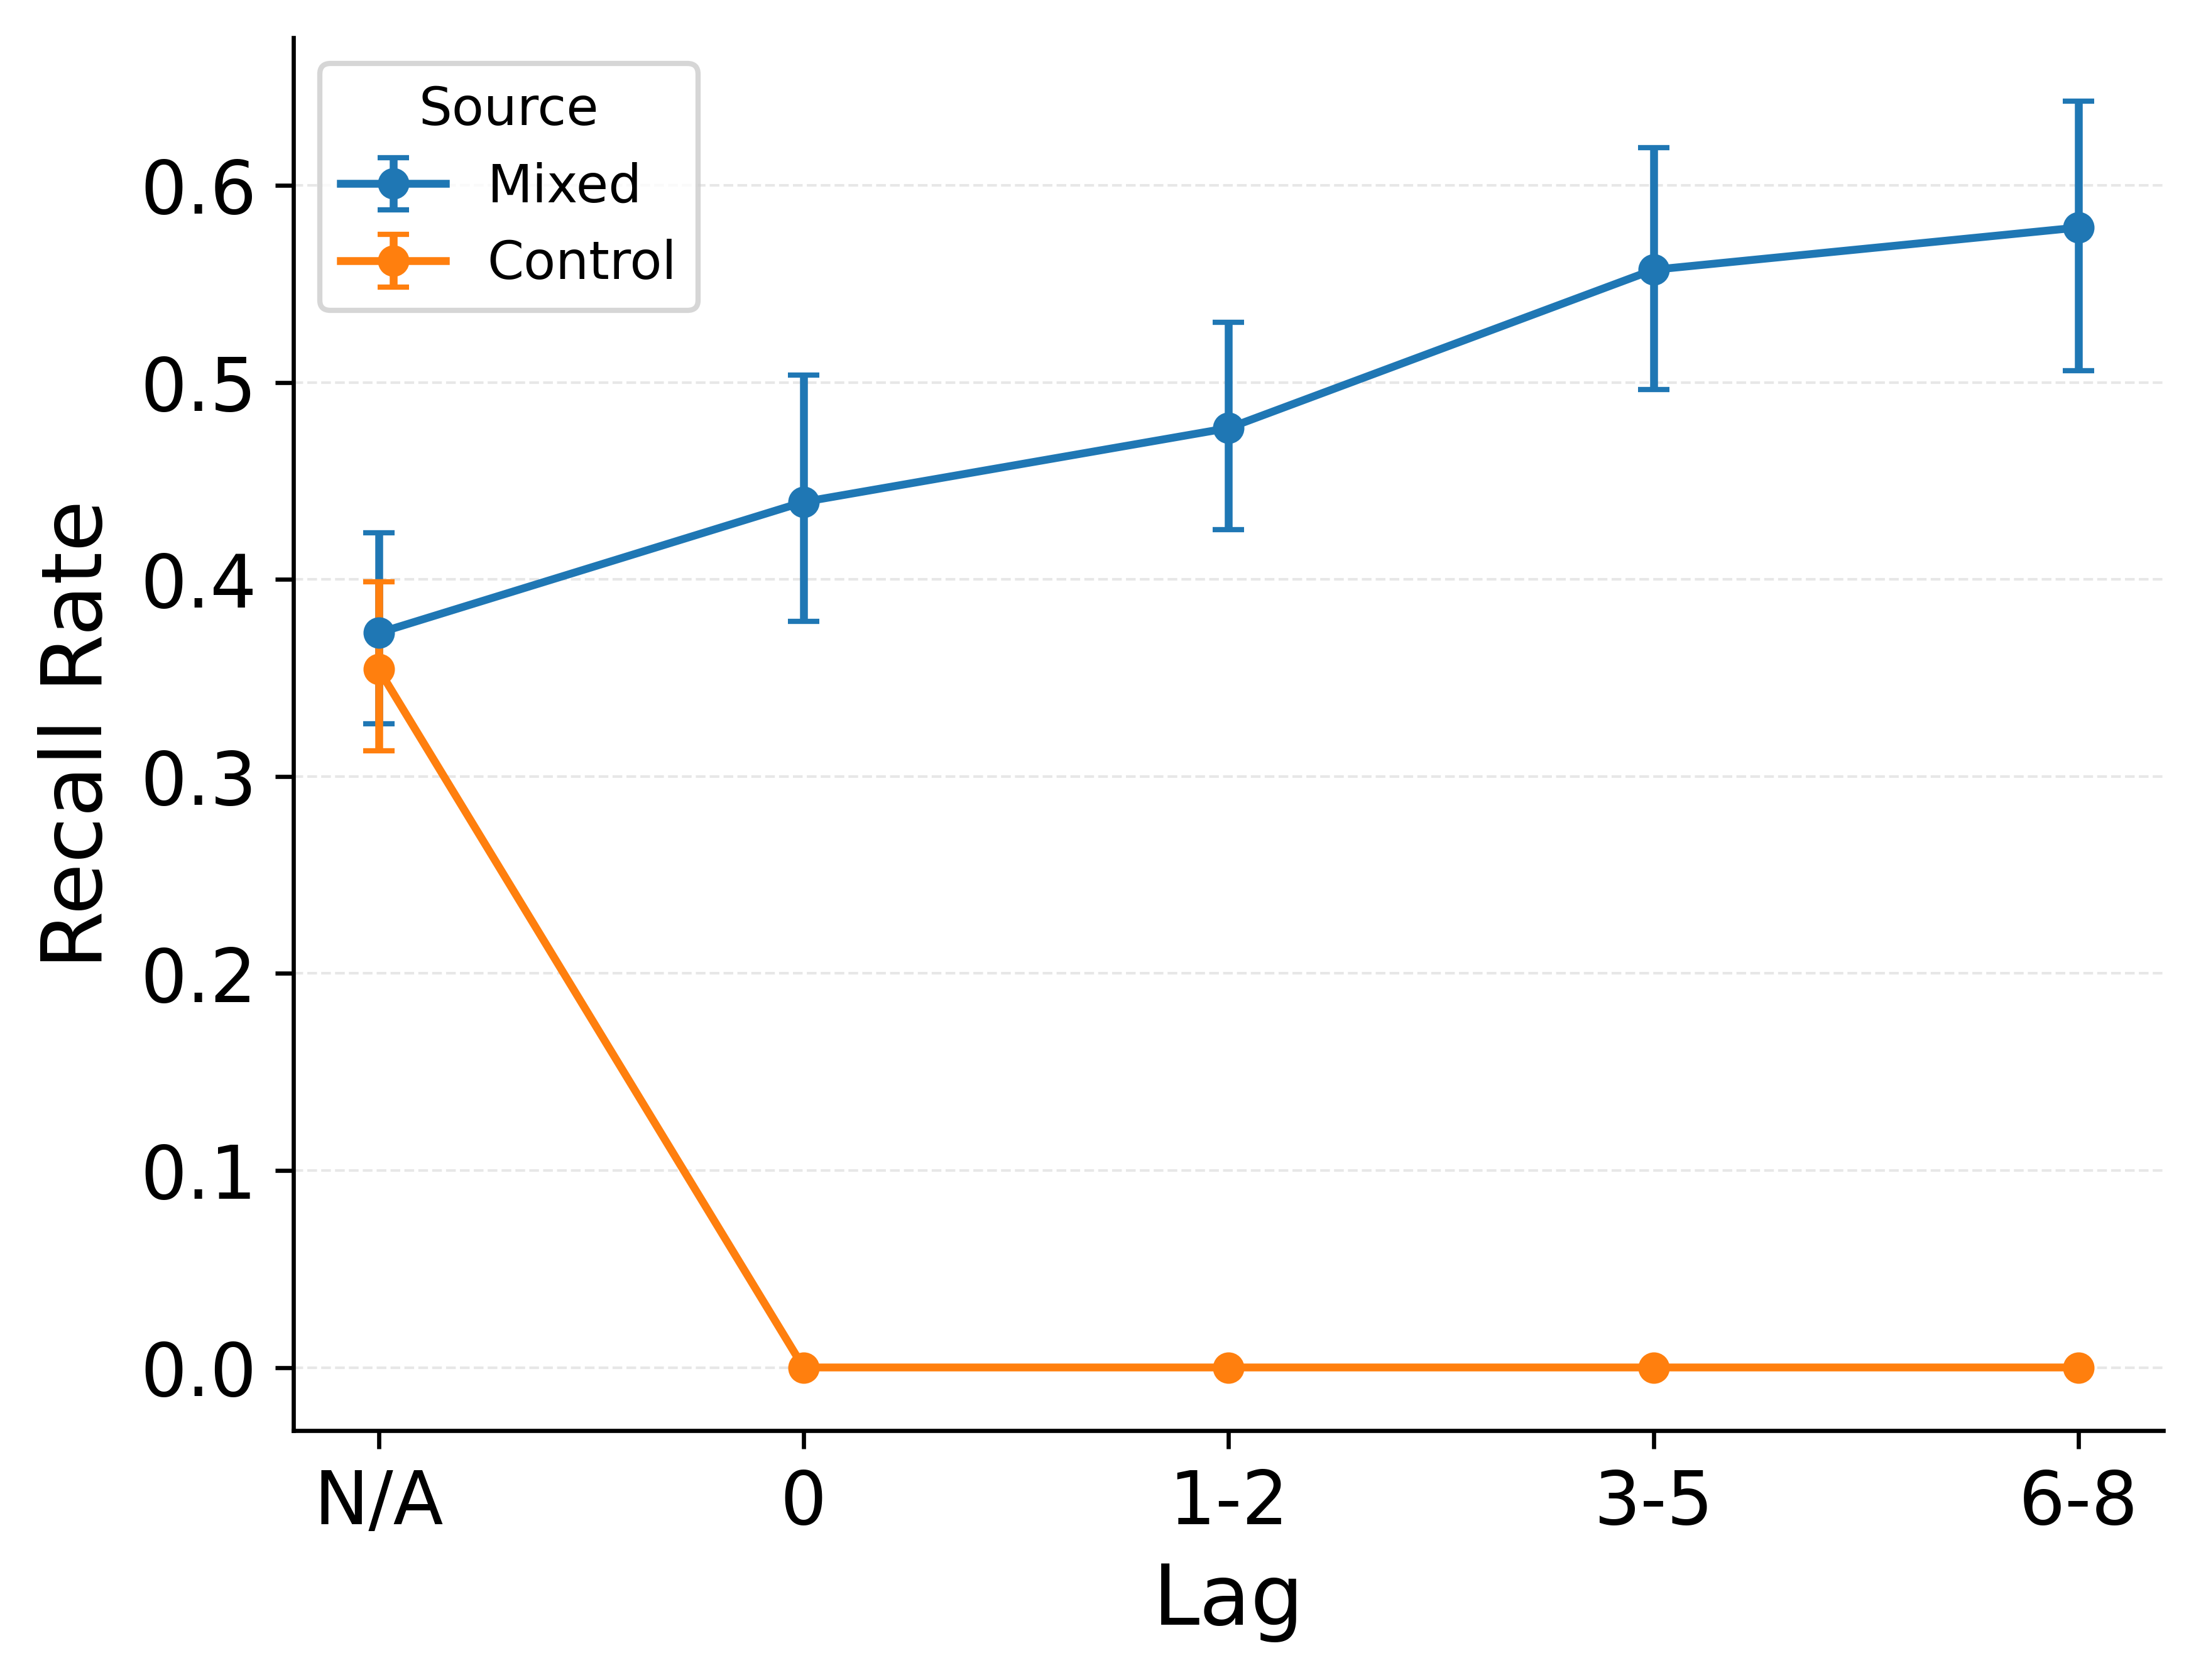 Source
Mixed
Control
Recall Rate
0.6
0.5
0.4
0.3
0.2
0.1
0.0
N/A 0 1-2 3-5 6-8
Lag